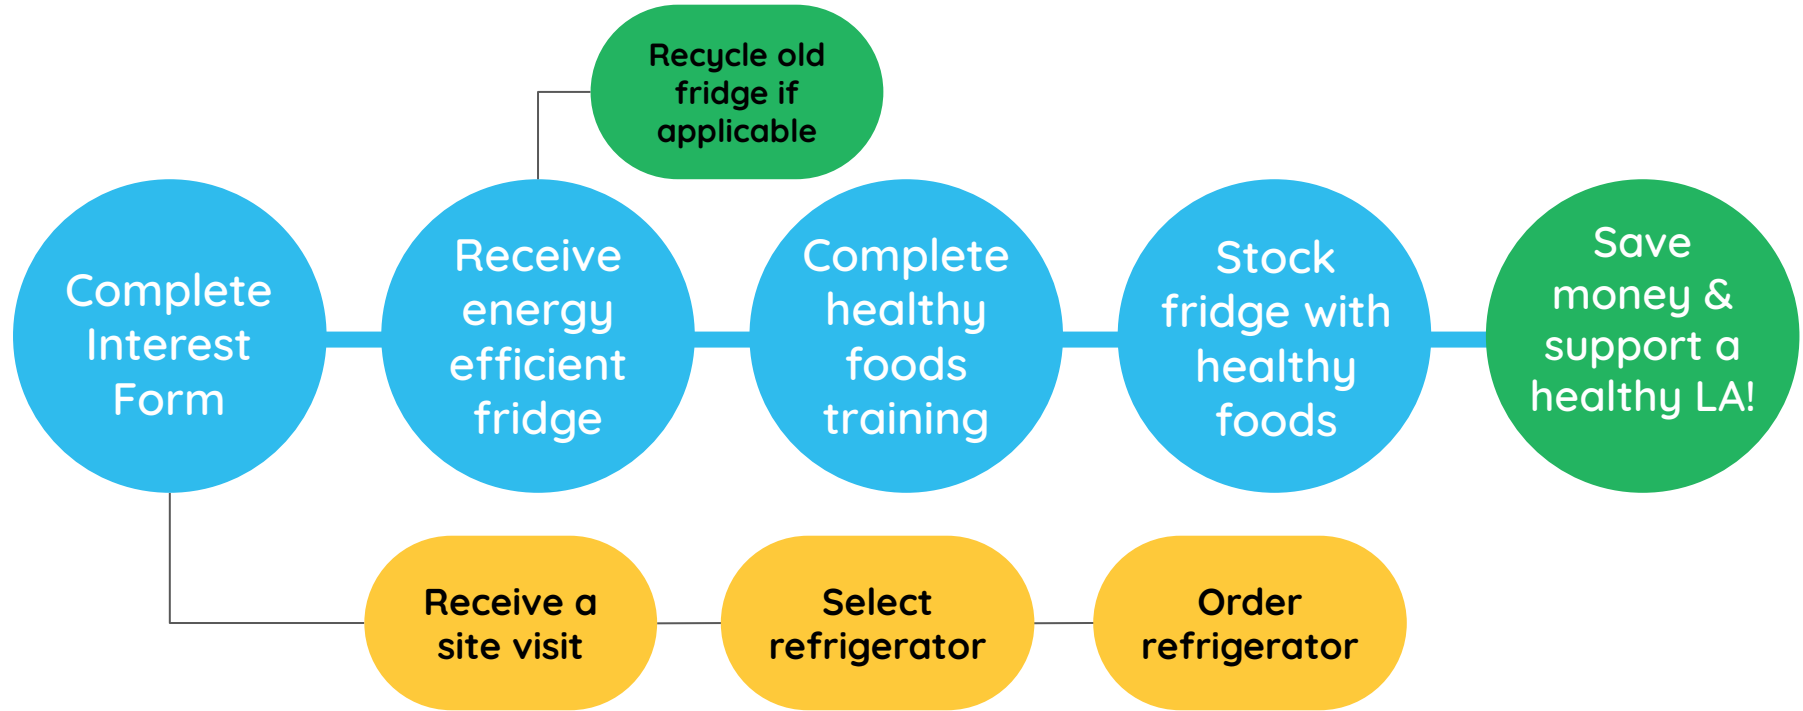 Recycle old
fridge if
applicable
Complete
Interest
Form
Receive
energy
efficient
fridge
Complete
healthy
foods
training
Stock
fridge with
healthy
foods
Save
money &
support a
healthy LA!
Receive a
site visit
Select
refrigerator
Order
refrigerator